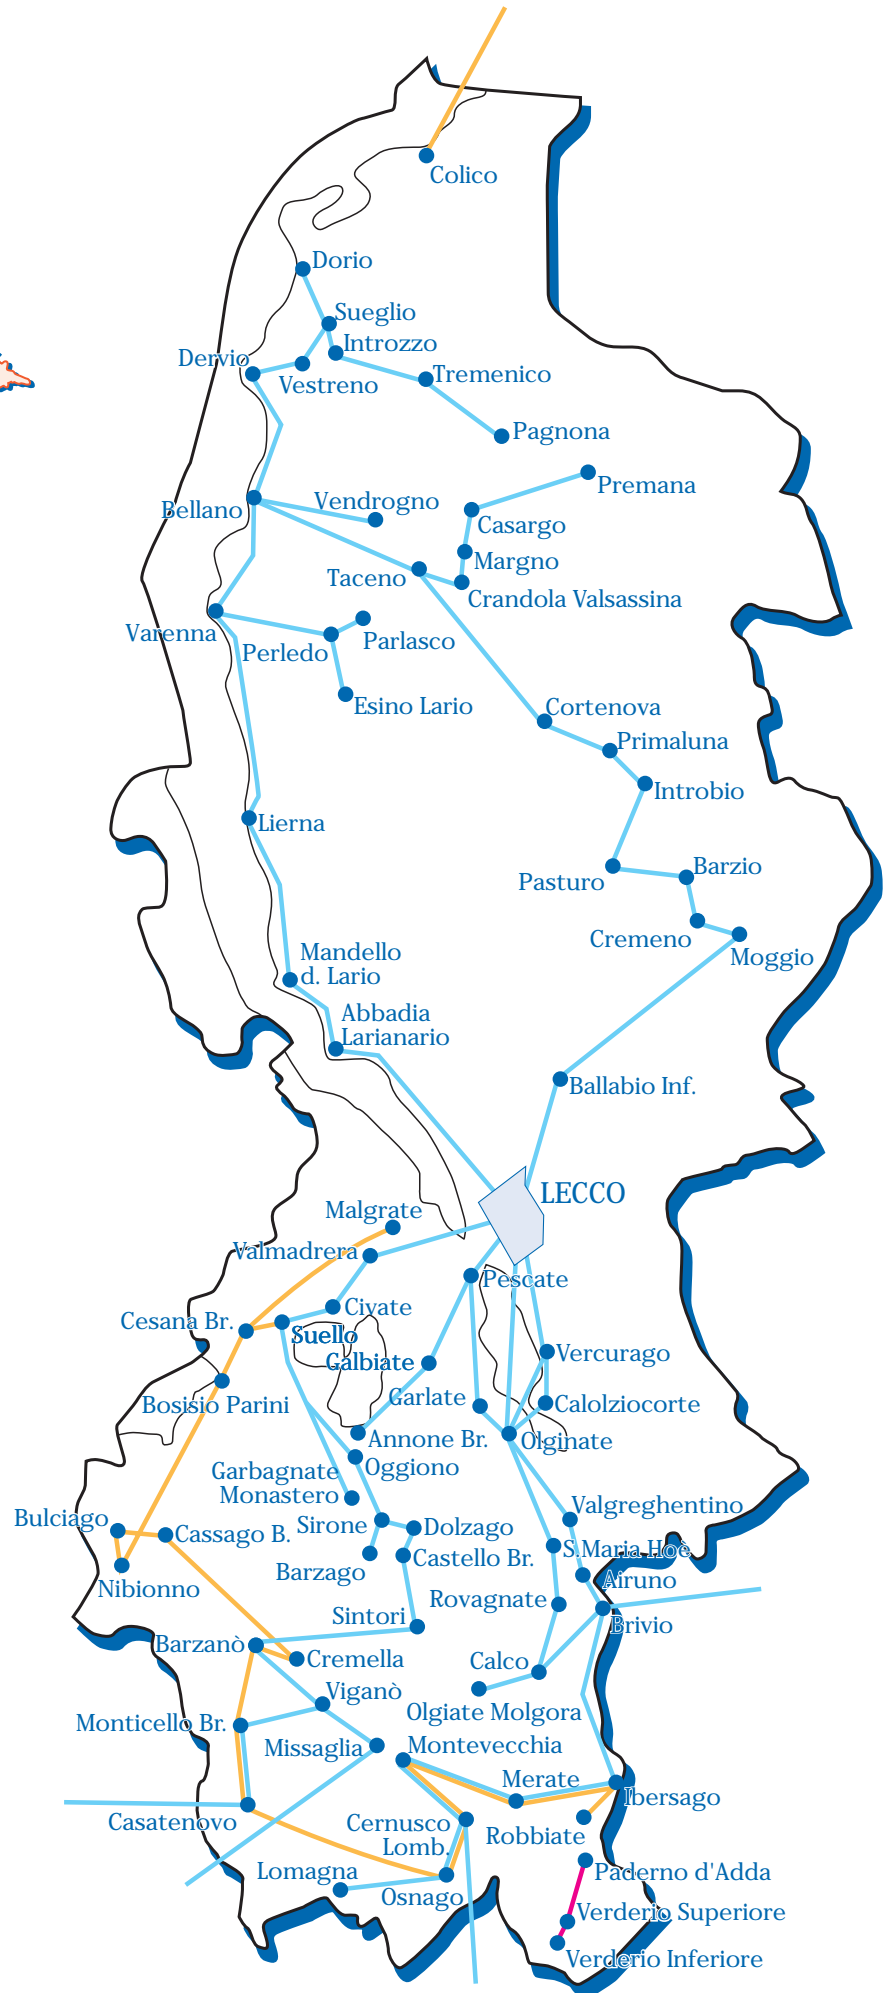 Colico
Dorio
Sueglio
Introzzo
Dervio
Vestreno
Tremenico
Pagnona
Premana
Vendrogno
Bellano
Casargo
Margno
Taceno
Crandola Valsassina
Varenna
Perledo
Parlasco
Esino Lario
Cortenova
Primaluna
Introbio
Lierna
Pasturo
Barzio
Cremeno
Moggio
Mandello
d. Lario
Abbadia
Larianario
Ballabio Inf.
LECCO
Malgrate
Valmadrera
Pescate
Civate
Cesana Br.
Suello
Galbiate
Vercurago
Bosisio Parini
Garlate
Calolziocorte
Annone Br.
Olginate
Oggiono
Garbagnate
Monastero
Valgreghentino
Bulciago
Cassago B.
Sirone
Dolzago
S.Maria Hoè
Castello Br.
Barzago
Airuno
Nibionno
Rovagnate
Sintori
Brivio
Barzanò
Cremella
Calco
Viganò
Olgiate Molgora
Monticello Br.
Missaglia
Montevecchia
Merate
Ibersago
Casatenovo
Cernusco
Lomb.
Robbiate
Lomagna
Osnago
Paderno d'Adda
Verderio Superiore
Verderio Inferiore